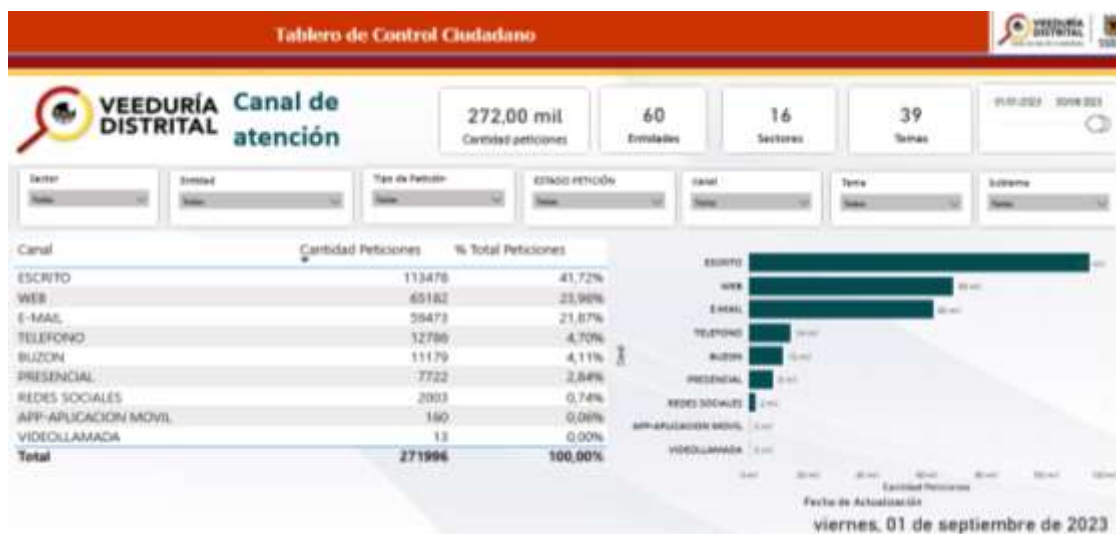 Tablero de Control Ciudadano
VEEDURÍA
DISTRITAL
VEEDURÍA
DISTRITAL
Canal de
atención
272,00 mil
Cantidad peticiones
60
Entidades
16
Sectores
39
Temas
Sector
Entidad
Tipo de Petición
ESTADO PETICIÓN
Canal
Tema
Subtema
Todas
Canal Cantidad Peticiones % Total Peticiones
ESCRITO 113478 41,72%
WEB 65182 23,96%
E-MAIL 59473 21,87%
TELEFONO 12786 4,70%
BUZON 11179 4,11%
PRESENCIAL 7722 2,84%
REDES SOCIALES 2003 0,74%
APP-APLICACION MOVIL 160 0,06%
VIDEOLLAMADA 13 0,00%
Total 271996 100,00%
Canal
ESCRITO
WEB
E-MAIL
TELEFONO
BUZON
PRESENCIAL
REDES SOCIALES
APP-APLICACION MOVIL
VIDEOLLAMADA
Cantidad Peticiones
Fecha de Actualización
viernes, 01 de septiembre de 2023